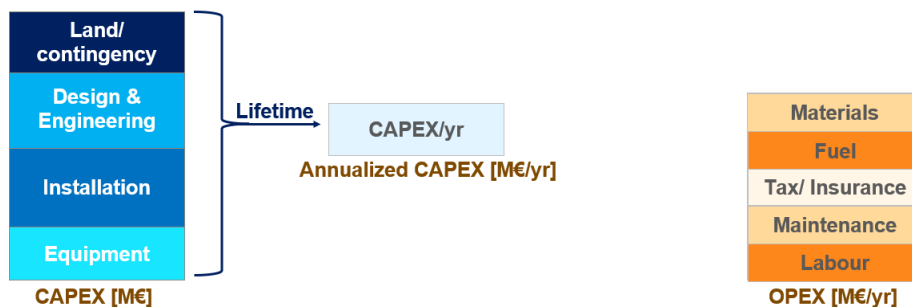 Land/
contingency
Design &
Engineering
Installation
Equipment
CAPEX [M€]
Lifetime
CAPEX/yr
Annualized CAPEX [M€/yr]
Materials
Fuel
Tax/ Insurance
Maintenance
Labour
OPEX [M€/yr]